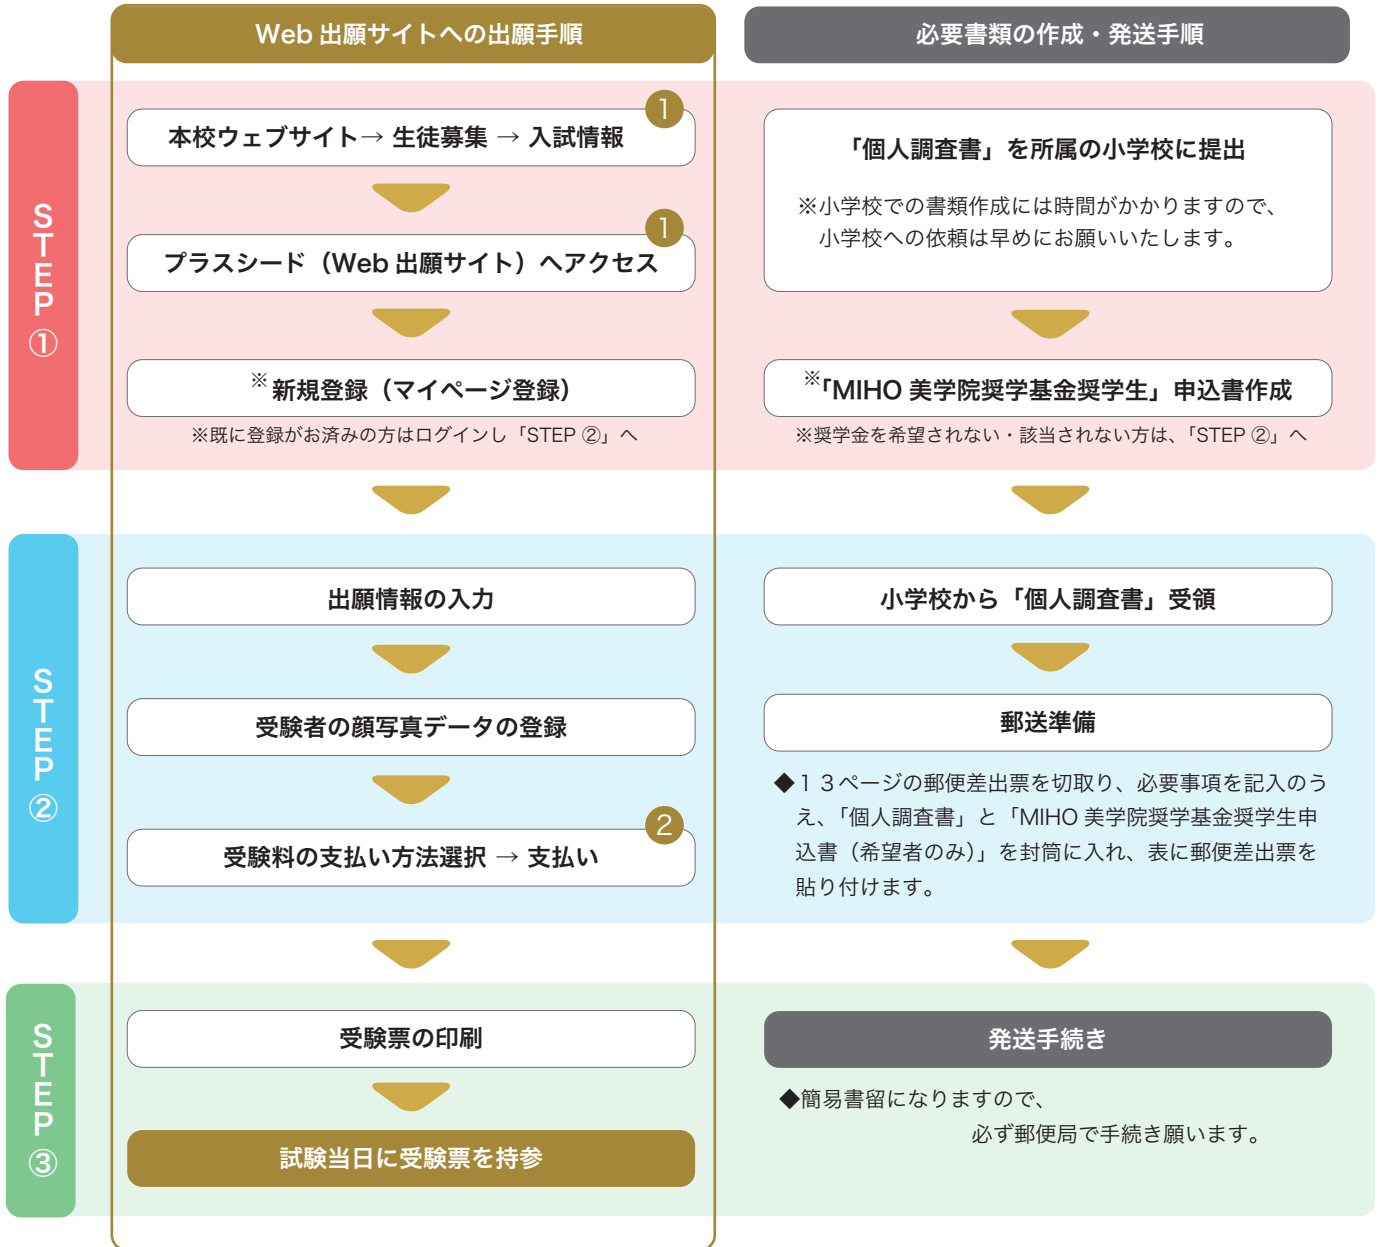 Web 出願サイトへの出願手順
必要書類の作成・発送手順
STEP ①
1
本校ウェブサイト→ 生徒募集 → 入試情報
1
プラスシード（Web 出願サイト）へアクセス
※新規登録（マイページ登録）
※既に登録がお済みの方はログインし「STEP ②」へ
「個人調査書」を所属の小学校に提出
※小学校での書類作成には時間がかかりますので、
小学校への依頼は早めにお願いいたします。
※「MIHO 美学院奨学基金奨学生」申込書作成
※奨学金を希望されない・該当されない方は、「STEP ②」へ
STEP ②
出願情報の入力
受験者の顔写真データの登録
2
受験料の支払い方法選択 → 支払い
小学校から「個人調査書」受領
郵送準備
◆１３ページの郵便差出票を切取り、必要事項を記入のう
え、「個人調査書」と「MIHO 美学院奨学基金奨学生申
込書（希望者のみ）」を封筒に入れ、表に郵便差出票を
貼り付けます。
STEP ③
受験票の印刷
試験当日に受験票を持参
発送手続き
◆簡易書留になりますので、
必ず郵便局で手続き願います。